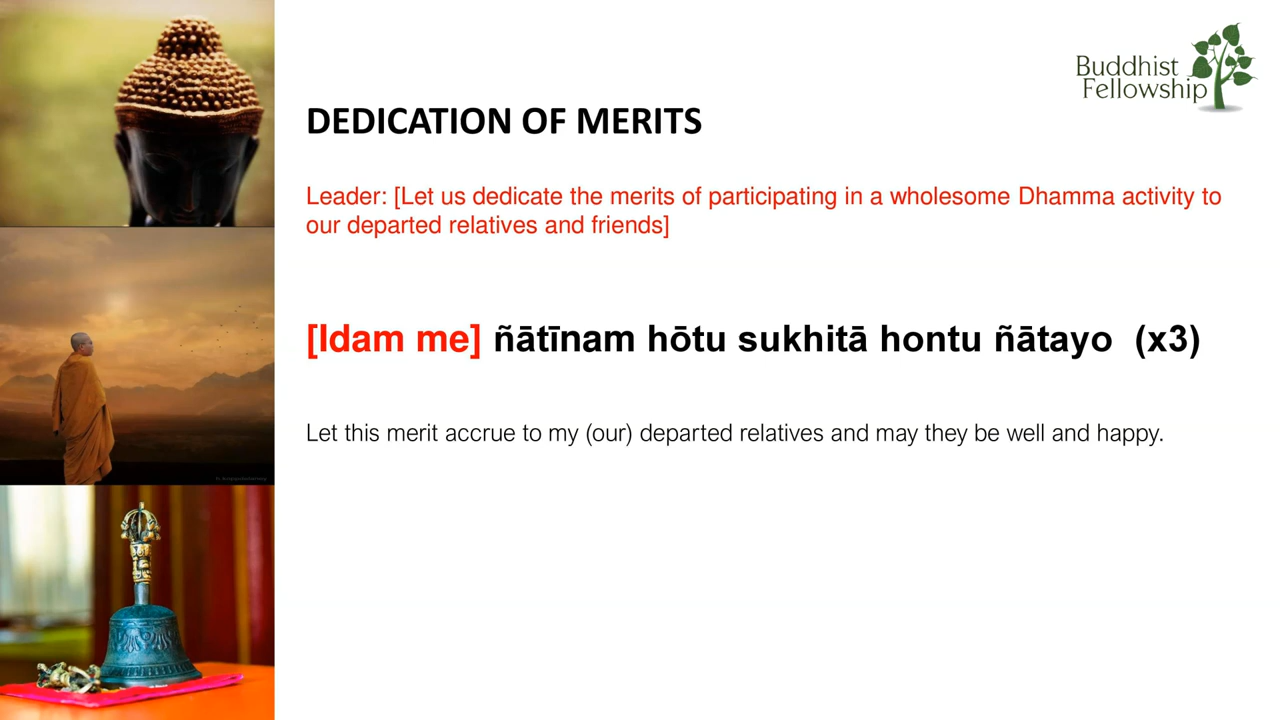 Buddhist
Fellowship
DEDICATION OF MERITS
Leader: [Let us dedicate the merits of participating in a wholesome Dhamma activity to
our departed relatives and friends]
[Idam me] ñātīnam hōtu sukhitā hontu ñātayo (x3)
Let this merit accrue to my (our) departed relatives and may they be well and happy.